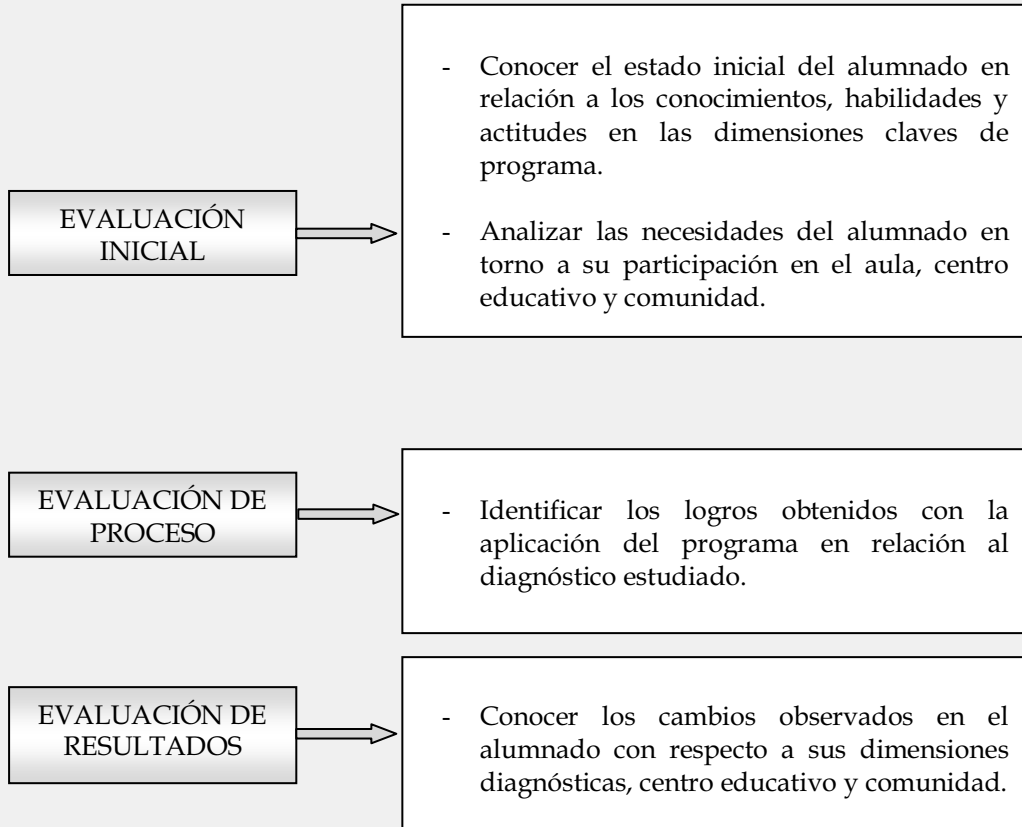 - Conocer el estado inicial del alumnado en
relación a los conocimientos, habilidades y
actitudes en las dimensiones claves de
programa.
EVALUACIÓN
INICIAL
- Analizar las necesidades del alumnado en
torno a su participación en el aula, centro
educativo y comunidad.
EVALUACIÓN DE
PROCESO
- Identificar los logros obtenidos con la
aplicación del programa en relación al
diagnóstico estudiado.
EVALUACIÓN DE
RESULTADOS
- Conocer los cambios observados en el
alumnado con respecto a sus dimensiones
diagnósticas, centro educativo y comunidad.